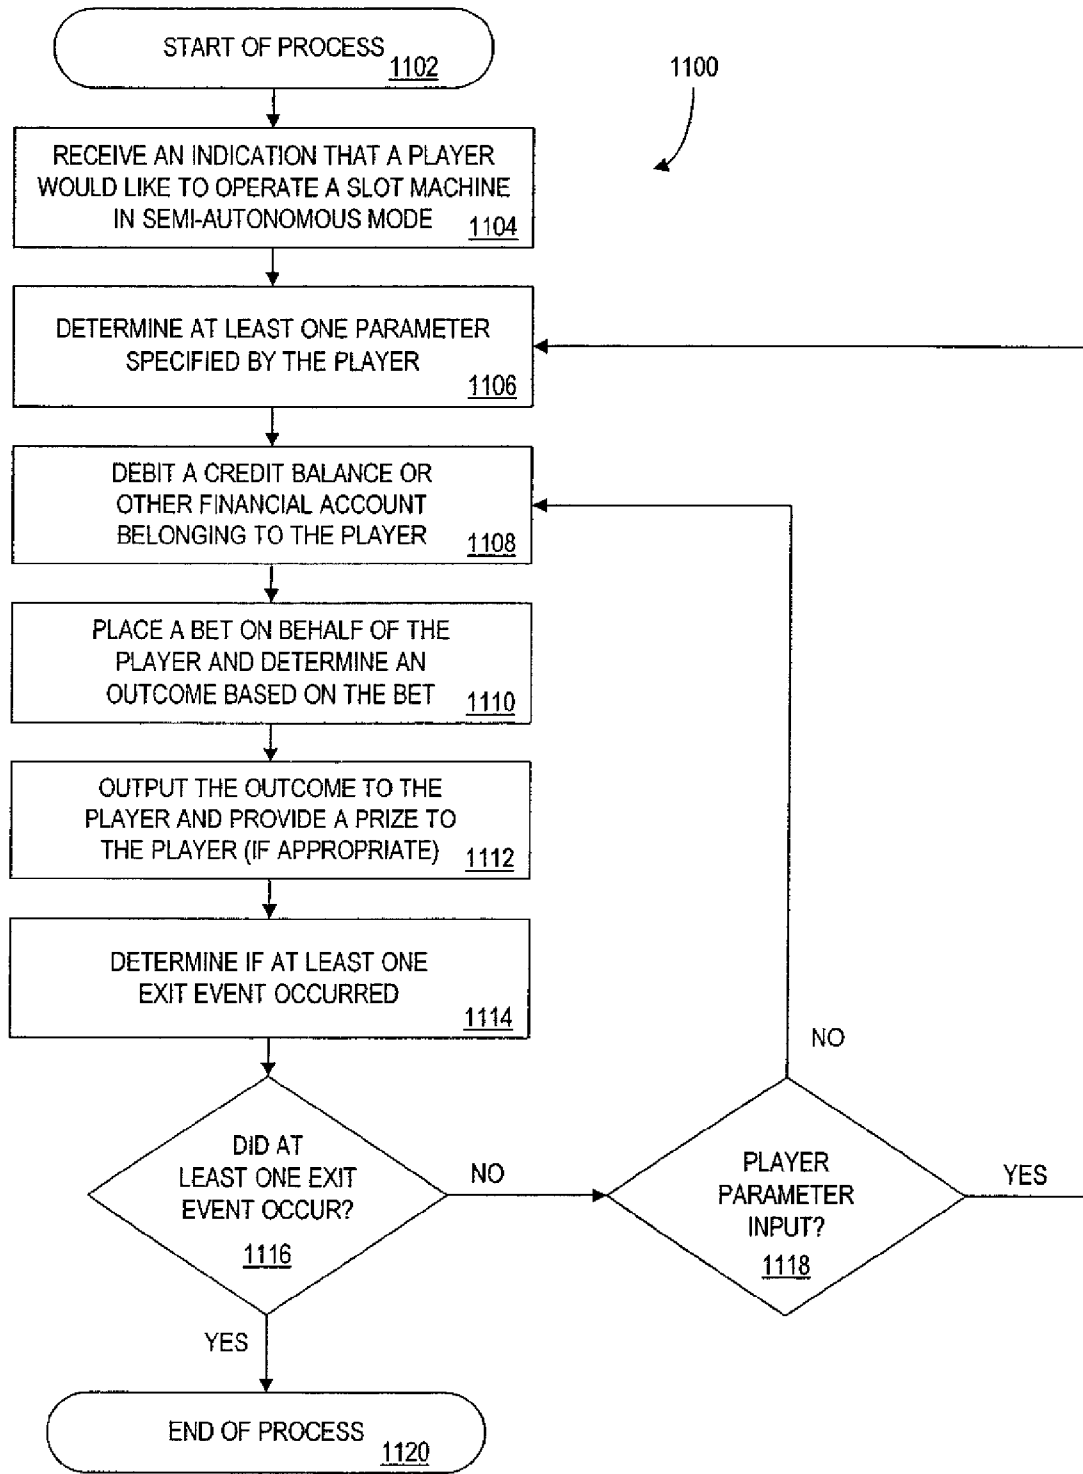 START OF PROCESS
1102
1100
RECEIVE AN INDICATION THAT A PLAYER
WOULD LIKE TO OPERATE A SLOT MACHINE
IN SEMI-AUTONOMOUS MODE
1104
DETERMINE AT LEAST ONE PARAMETER
SPECIFIED BY THE PLAYER
1106
DEBIT A CREDIT BALANCE OR
OTHER FINANCIAL ACCOUNT
BELONGING TO THE PLAYER
1108
PLACE A BET ON BEHALF OF THE
PLAYER AND DETERMINE AN
OUTCOME BASED ON THE BET
1110
OUTPUT THE OUTCOME TO THE
PLAYER AND PROVIDE A PRIZE TO
THE PLAYER (IF APPROPRIATE)
1112
DETERMINE IF AT LEAST ONE
EXIT EVENT OCCURRED
1114
DID AT
LEAST ONE EXIT
EVENT OCCUR?
1116
NO
PLAYER
PARAMETER
INPUT?
1118
NO
YES
YES
END OF PROCESS
1120